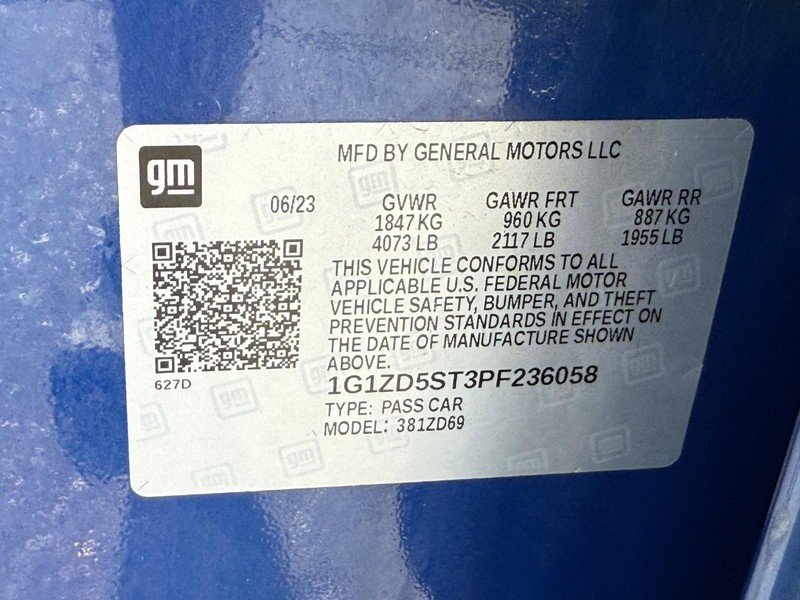 gm
MFD BY GENERAL MOTORS LLC
06/23
GVWR GAWR FRT GAWR RR
1847 KG 960 KG 887 KG
4073 LB 2117 LB 1955 LB
THIS VEHICLE CONFORMS TO ALL
APPLICABLE U.S. FEDERAL MOTOR
VEHICLE SAFETY, BUMPER, AND THEFT
PREVENTION STANDARDS IN EFFECT ON
THE DATE OF MANUFACTURE SHOWN
ABOVE.
627D
1G1ZD5ST3PF236058
TYPE: PASS CAR
MODEL: 381ZD69